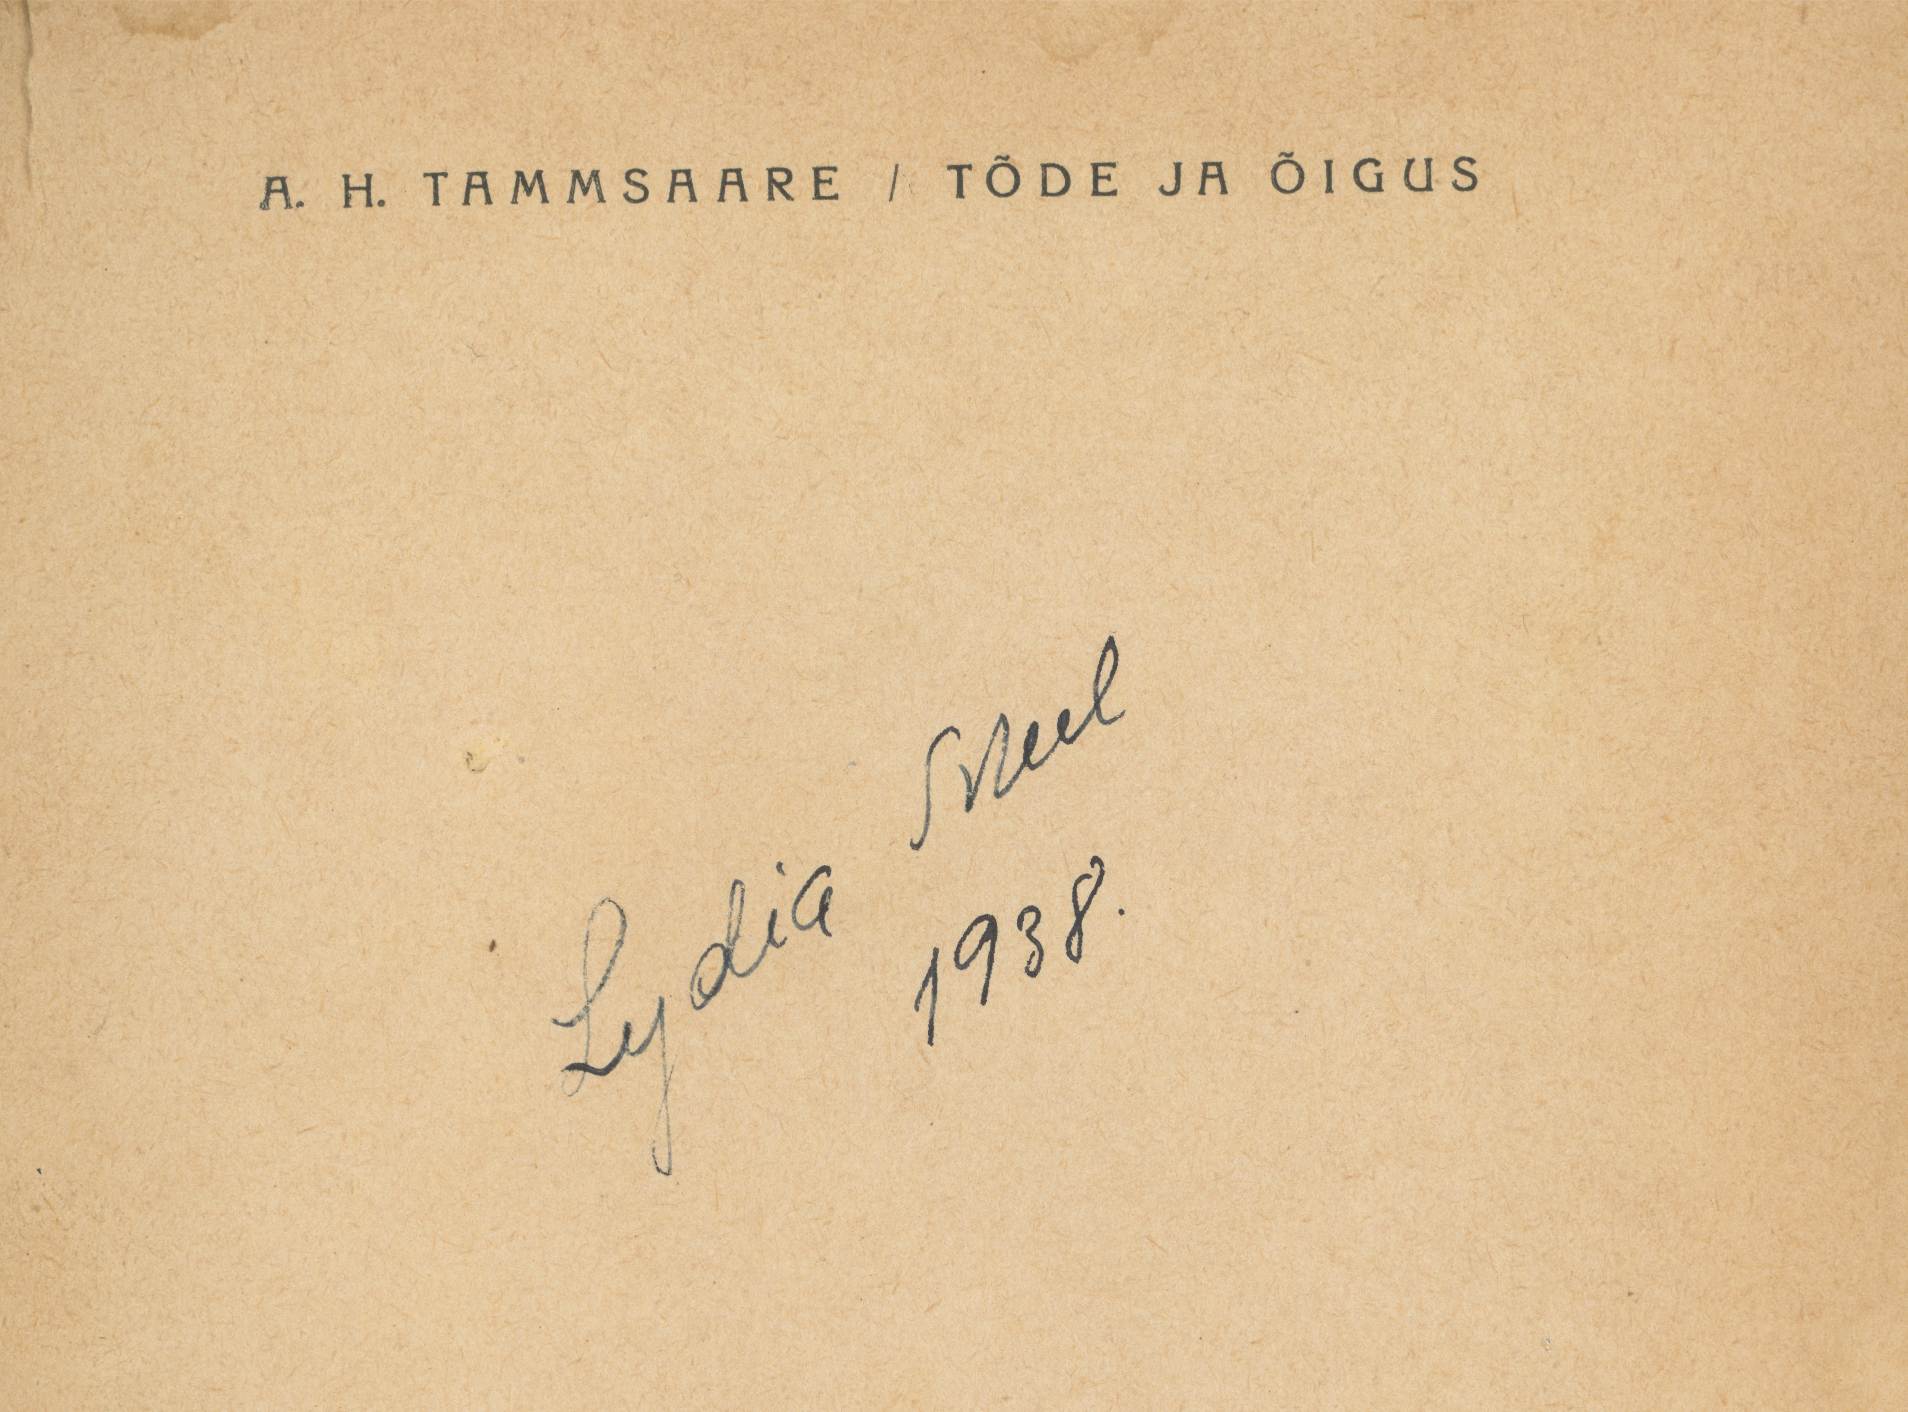 A. H. TAMMSAARE / TÕDE JA ÕIGUS
Lydia
1938.